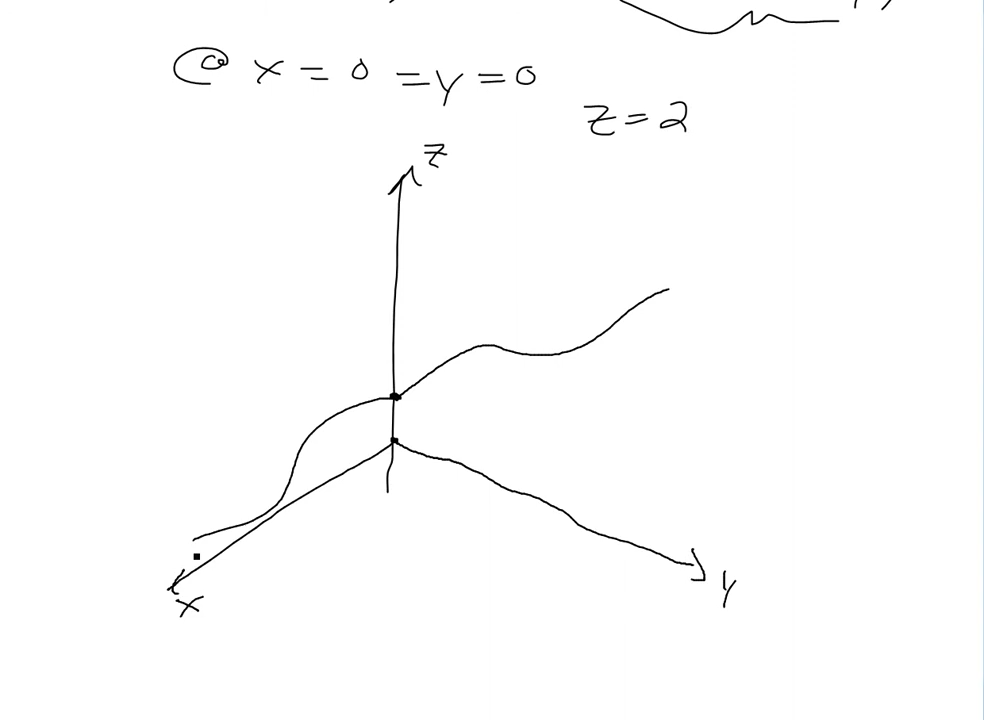 @ x = 0 = y = 0
z = 2
z
x
y